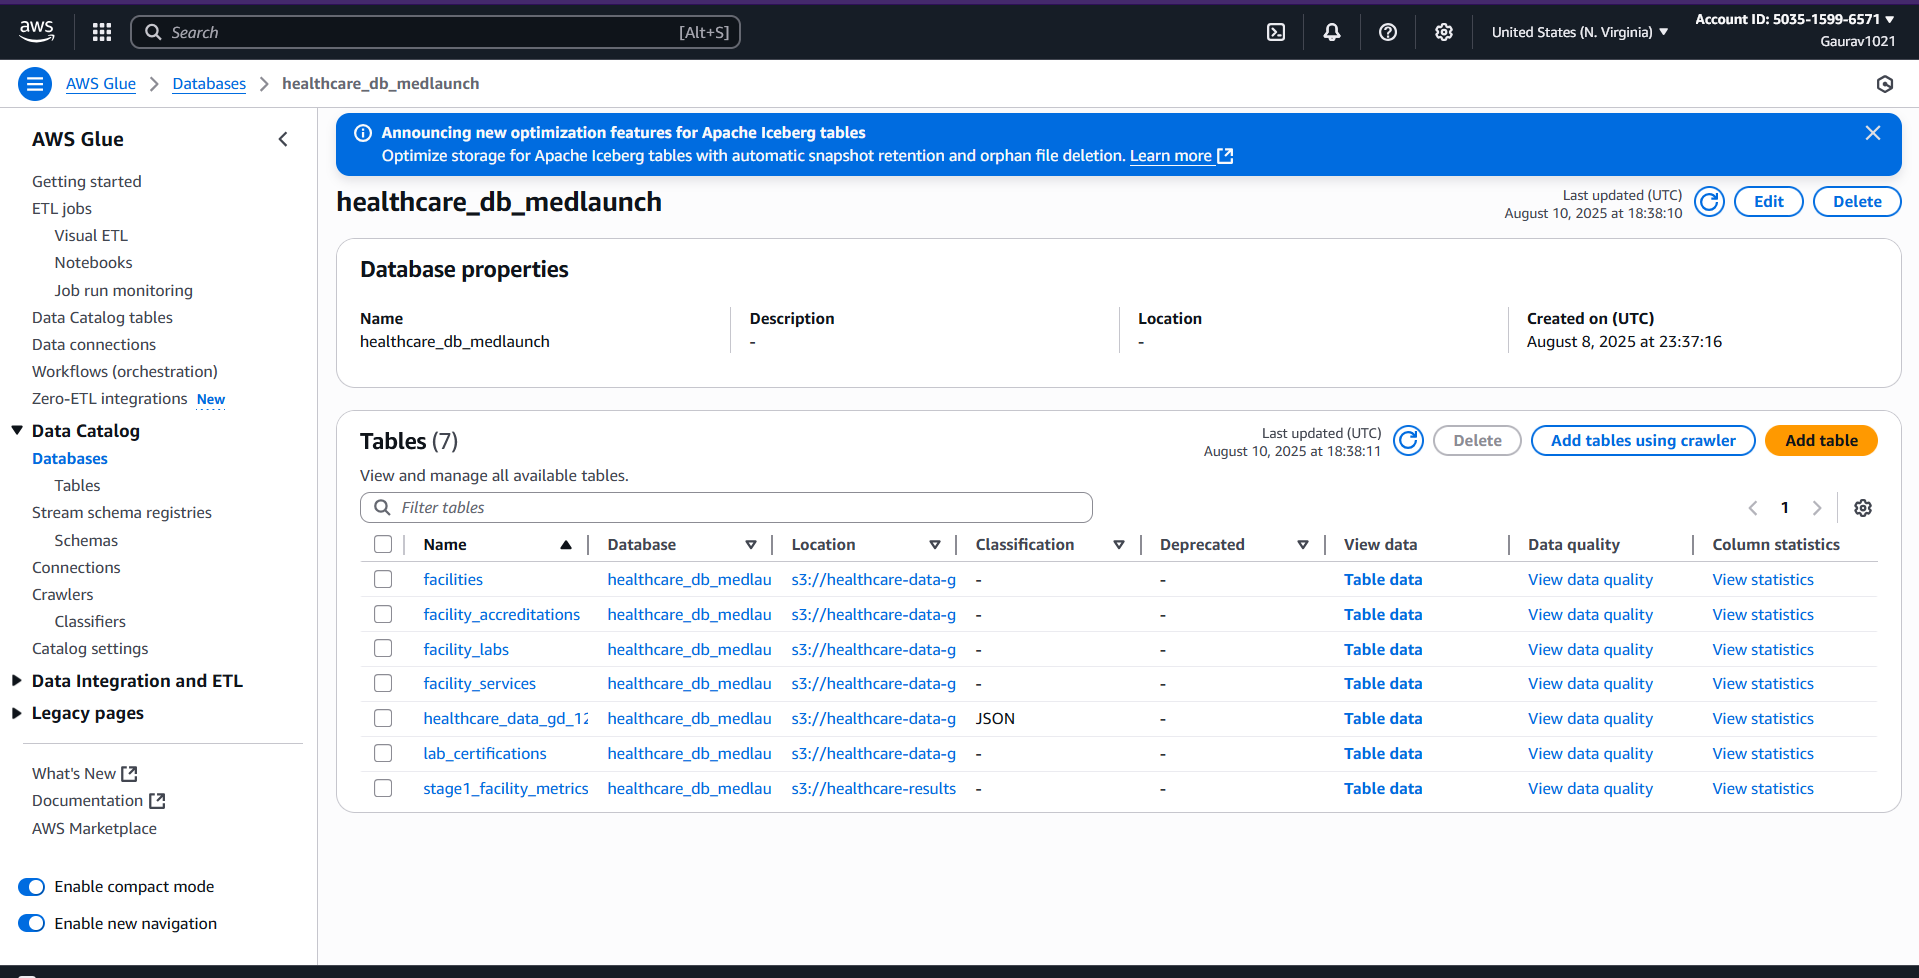 aws
Search
[Alt+S]
United States (N. Virginia)
Account ID: 5035-1599-6571
Gaurav1021
AWS Glue
Databases
healthcare_db_medlaunch
AWS Glue
Getting started
ETL jobs
Visual ETL
Notebooks
Job run monitoring
Data Catalog tables
Data connections
Workflows (orchestration)
Zero-ETL integrations New
Data Catalog
Databases
Tables
Stream schema registries
Schemas
Connections
Crawlers
Classifiers
Catalog settings
Data Integration and ETL
Legacy pages
What's New
Documentation
AWS Marketplace
Enable compact mode
Enable new navigation
Announcing new optimization features for Apache Iceberg tables
Optimize storage for Apache Iceberg tables with automatic snapshot retention and orphan file deletion. Learn more
healthcare_db_medlaunch
Last updated (UTC)
August 10, 2025 at 18:38:10
Edit
Delete
Database properties
Name
healthcare_db_medlaunch
Description
-
Location
-
Created on (UTC)
August 8, 2025 at 23:37:16
Tables (7)
View and manage all available tables.
Last updated (UTC)
August 10, 2025 at 18:38:11
Delete
Add tables using crawler
Add table
Filter tables
1
Name Database Location Classification Deprecated View data Data quality Column statistics
facilities healthcare_db_medlau s3://healthcare-data-g - - Table data View data quality View statistics
facility_accreditations healthcare_db_medlau s3://healthcare-data-g - - Table data View data quality View statistics
facility_labs healthcare_db_medlau s3://healthcare-data-g - - Table data View data quality View statistics
facility_services healthcare_db_medlau s3://healthcare-data-g - - Table data View data quality View statistics
healthcare_data_gd_12 healthcare_db_medlau s3://healthcare-data-g JSON - Table data View data quality View statistics
lab_certifications healthcare_db_medlau s3://healthcare-data-g - - Table data View data quality View statistics
stage1_facility_metrics healthcare_db_medlau s3://healthcare-results - - Table data View data quality View statistics